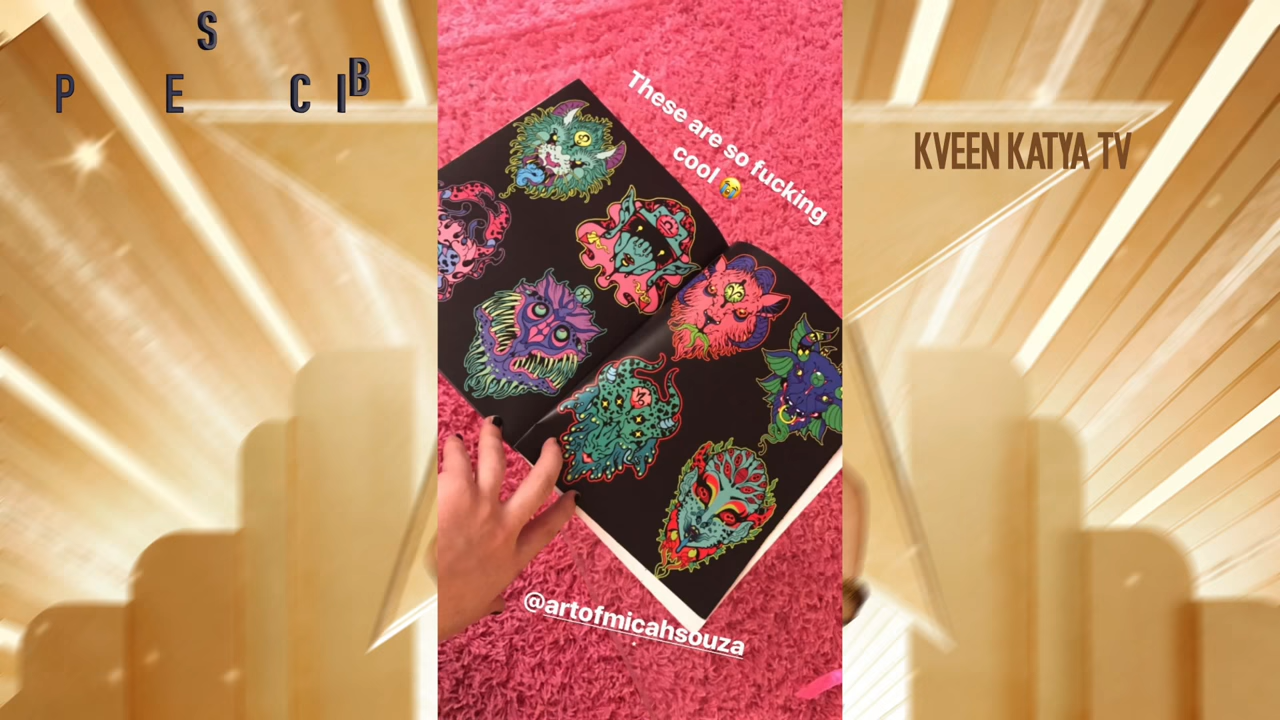 S
P E C I B
KVEEN KATYA TV
These are so fucking
cool 😭
@artofmicahsouza